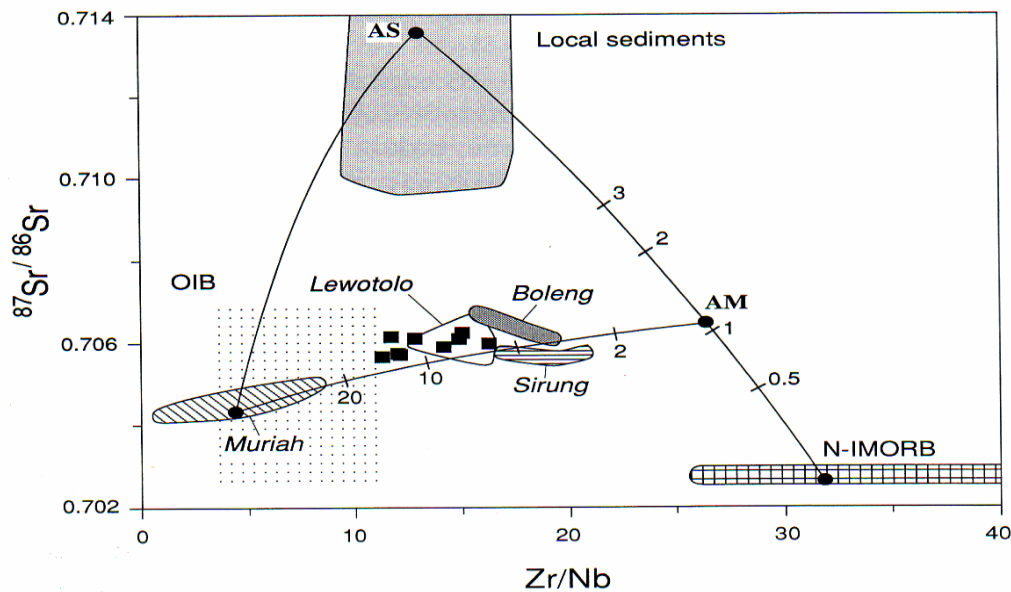 0.714
AS
Local sediments
0.710
3
2
87Sr/86Sr
OIB
Lewotolo
Boleng
AM
0.706
1
2
10
20
0.5
Sirung
Muriah
N-IMORB
0.702
0
10
20
30
40
Zr/Nb